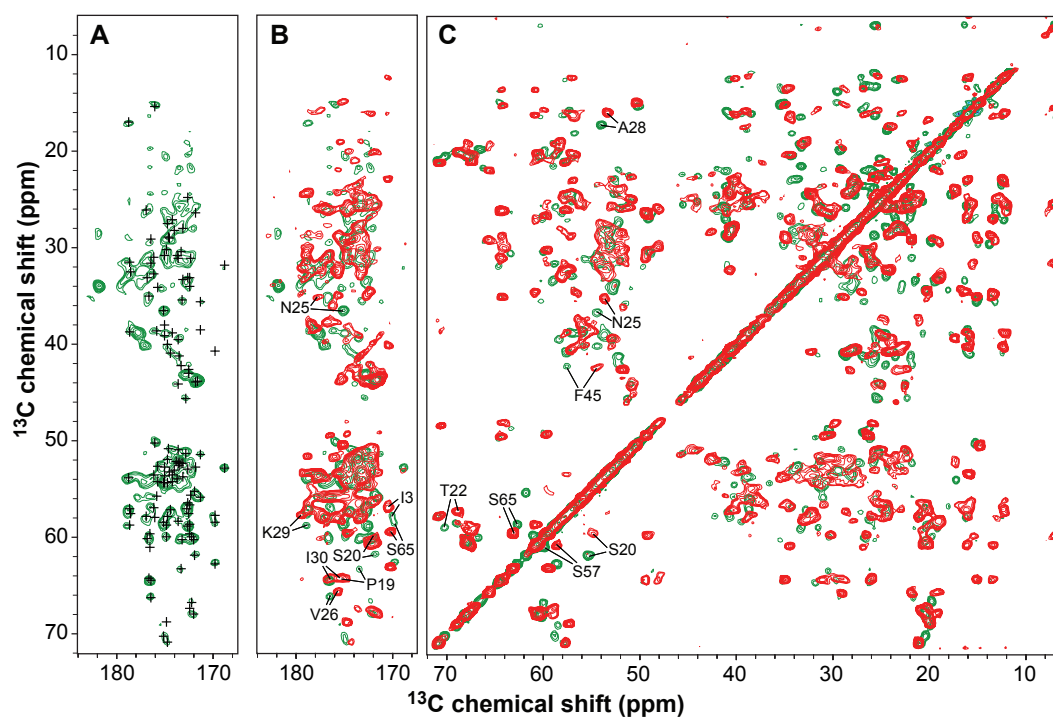 A
B
C
10
20
30
40
50
60
70
13C chemical shift (ppm)
13C chemical shift (ppm)
180
170
180
170
70
60
50
40
30
20
10
N25
K29
S20
I30
V26
P19
I3
S65
A28
N25
F45
T22
S65
S57
S20